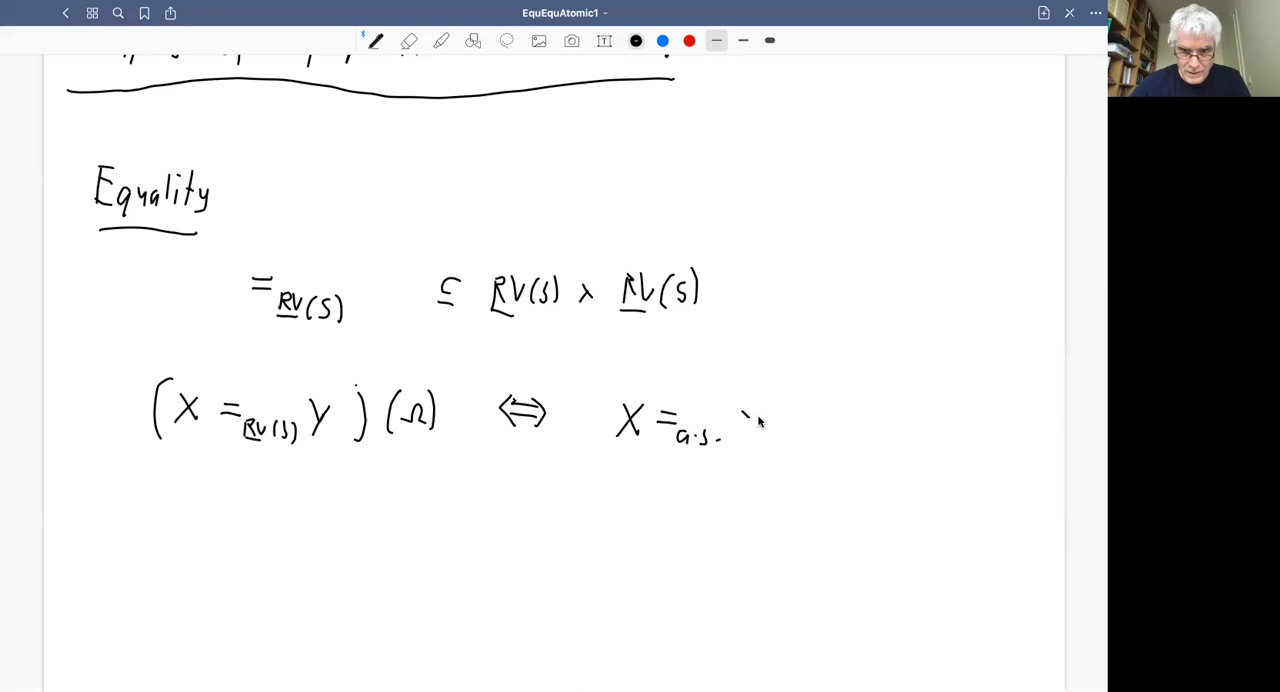 EquEquAtomic1
Equality
=RV(S) ⊆ RV(S) × RV(S)
(X =RV(S) Y) (Ω) ⇔ X =a.s.